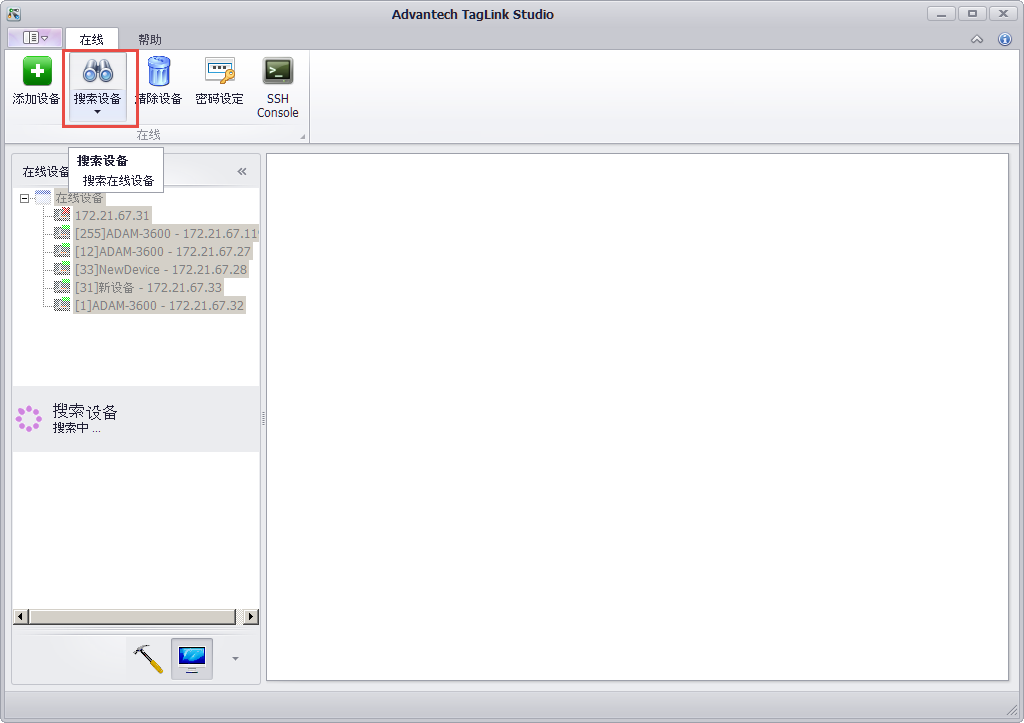 Advantech TagLink Studio
在线
帮助
添加设备
搜索设备
清除设备
密码设定
SSH
Console
在线
搜索设备
搜索在线设备
在线设备
在线设备
172.21.67.31
[255]ADAM-3600 - 172.21.67.119
[12]ADAM-3600 - 172.21.67.27
[33]NewDevice - 172.21.67.28
[31]新设备 - 172.21.67.33
[1]ADAM-3600 - 172.21.67.32
搜索设备
搜索中 ...